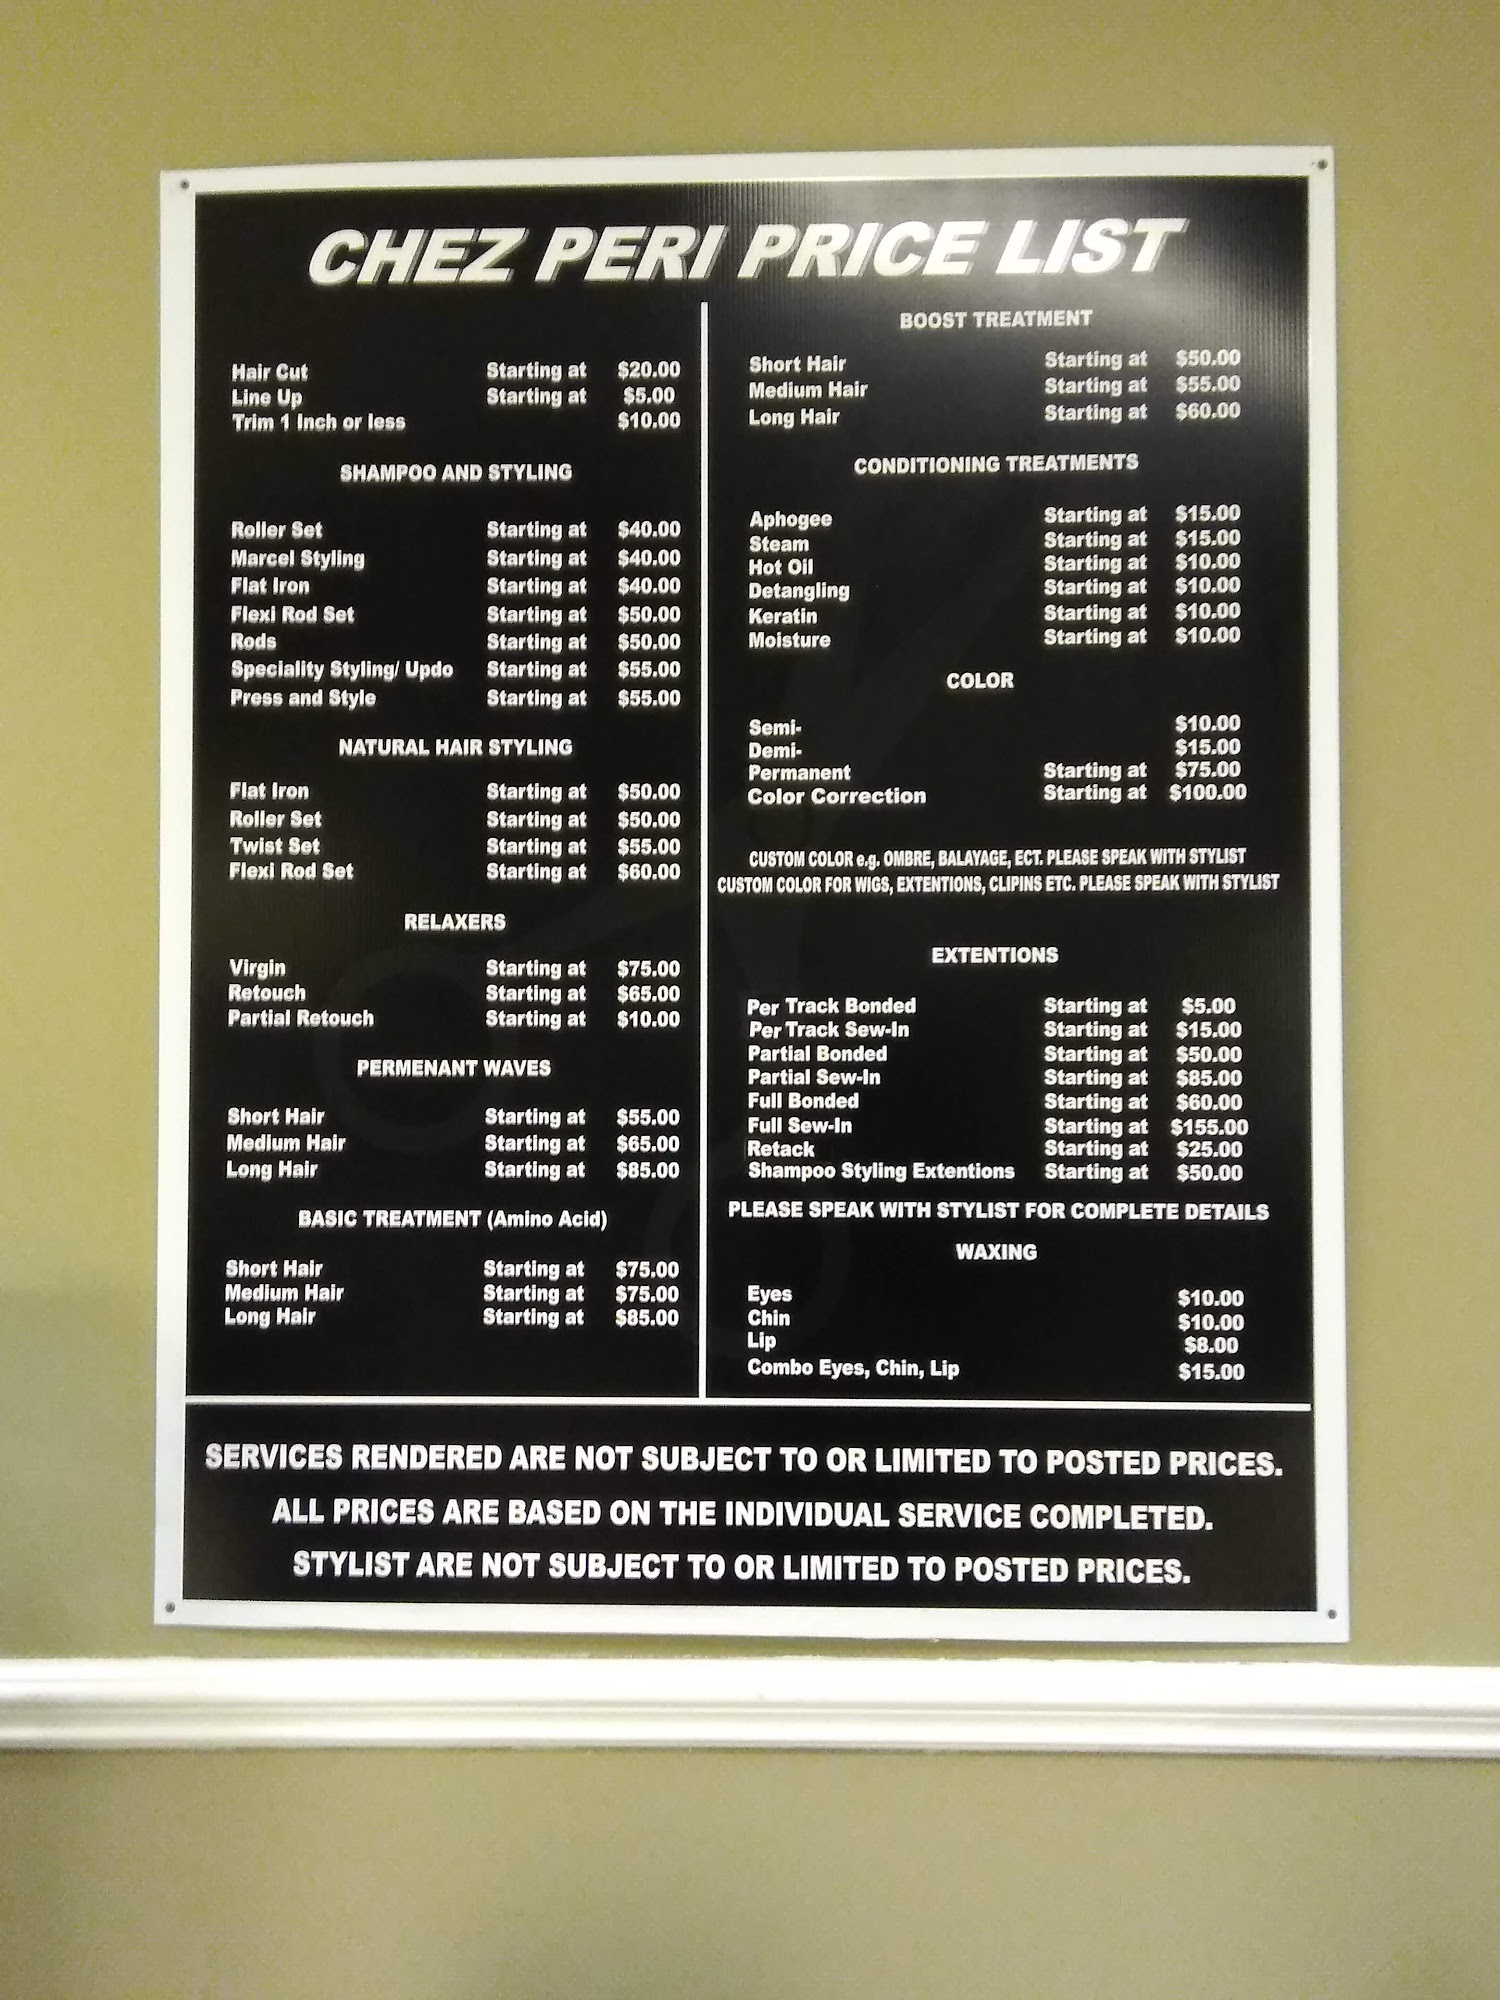 CHEZ PERI PRICE LIST
Hair Cut Starting at $20.00
Line Up Starting at $5.00
Trim 1 Inch or less $10.00
SHAMPOO AND STYLING
Roller Set Starting at $40.00
Marcel Styling Starting at $40.00
Flat Iron Starting at $40.00
Flexi Rod Set Starting at $50.00
Rods Starting at $50.00
Speciality Styling/ Updo Starting at $55.00
Press and Style Starting at $55.00
NATURAL HAIR STYLING
Flat Iron Starting at $50.00
Roller Set Starting at $50.00
Twist Set Starting at $55.00
Flexi Rod Set Starting at $60.00
RELAXERS
Virgin Starting at $75.00
Retouch Starting at $65.00
Partial Retouch Starting at $10.00
PERMENANT WAVES
Short Hair Starting at $55.00
Medium Hair Starting at $65.00
Long Hair Starting at $85.00
BASIC TREATMENT (Amino Acid)
Short Hair Starting at $75.00
Medium Hair Starting at $75.00
Long Hair Starting at $85.00
BOOST TREATMENT
Short Hair Starting at $50.00
Medium Hair Starting at $55.00
Long Hair Starting at $60.00
CONDITIONING TREATMENTS
Aphogee Starting at $15.00
Steam Starting at $15.00
Hot Oil Starting at $10.00
Detangling Starting at $10.00
Keratin Starting at $10.00
Moisture Starting at $10.00
COLOR
Semi- $10.00
Demi- $15.00
Permanent Starting at $75.00
Color Correction Starting at $100.00
CUSTOM COLOR e.g. OMBRE, BALAYAGE, ECT. PLEASE SPEAK WITH STYLIST
CUSTOM COLOR FOR WIGS, EXTENTIONS, CLIPINS ETC. PLEASE SPEAK WITH STYLIST
EXTENTIONS
Per Track Bonded Starting at $5.00
Per Track Sew-In Starting at $15.00
Partial Bonded Starting at $50.00
Partial Sew-In Starting at $85.00
Full Bonded Starting at $60.00
Full Sew-In Starting at $155.00
Retack Starting at $25.00
Shampoo Styling Extentions Starting at $50.00
PLEASE SPEAK WITH STYLIST FOR COMPLETE DETAILS
WAXING
Eyes $10.00
Chin $10.00
Lip $8.00
Combo Eyes, Chin, Lip $15.00
SERVICES RENDERED ARE NOT SUBJECT TO OR LIMITED TO POSTED PRICES.
ALL PRICES ARE BASED ON THE INDIVIDUAL SERVICE COMPLETED.
STYLIST ARE NOT SUBJECT TO OR LIMITED TO POSTED PRICES.